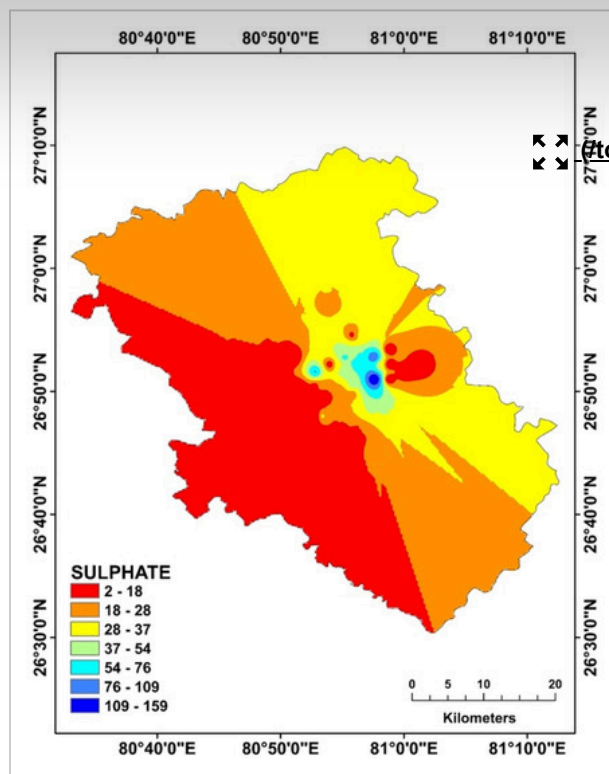 80°40'0"E 80°50'0"E 81°0'0"E 81°10'0"E
27°10'0"N 27°10'0"N
27°0'0"N 27°0'0"N
26°50'0"N 26°50'0"N
26°40'0"N 26°40'0"N
26°30'0"N 26°30'0"N
SULPHATE
2 - 18
18 - 28
28 - 37
37 - 54
54 - 76
76 - 109
109 - 159
0 5 10 20
Kilometers
80°40'0"E 80°50'0"E 81°0'0"E 81°10'0"E